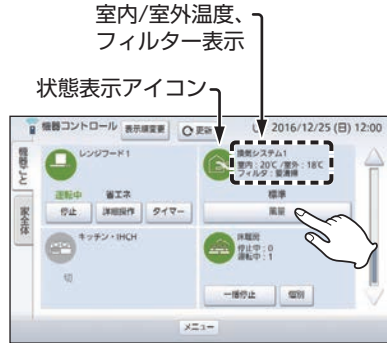 室内/室外温度、
フィルター表示
状態表示アイコン
機器コントロール
表示順変更
更新
2016/12/25 (日) 12:00
機器ごと
家全体
レンジフード1
運転中 省エネ
停止
詳細操作
タイマー
換気システム1
室内：20℃ /室外：18℃
フィルタ：要清掃
標準
風量
キッチン・IHCH
切
床暖房
停止中：0
運転中：1
一括停止
個別
メニュー